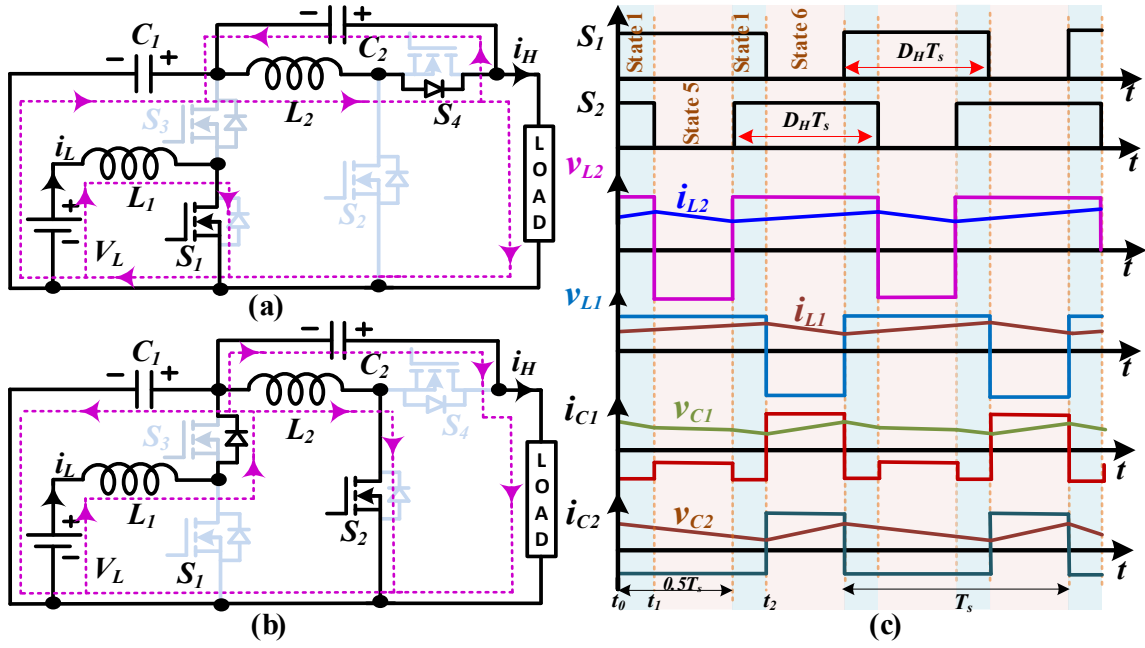 C1
− +
− +
C2
iH
L2
S4
S3
iL
L1
S2
+
−
VL
S1
LOAD
(a)
− +
C1
− +
C2
iH
L2
S4
S3
iL
L1
S2
+
−
VL
S1
LOAD
(b)
S1
State 1
State 1
State 6
DHTs
t
S2
State 5
DHTs
t
vL2
iL2
t
vL1
iL1
t
iC1
vC1
t
iC2
vC2
t
0.5Ts
t0
t1
t2
Ts
(c)